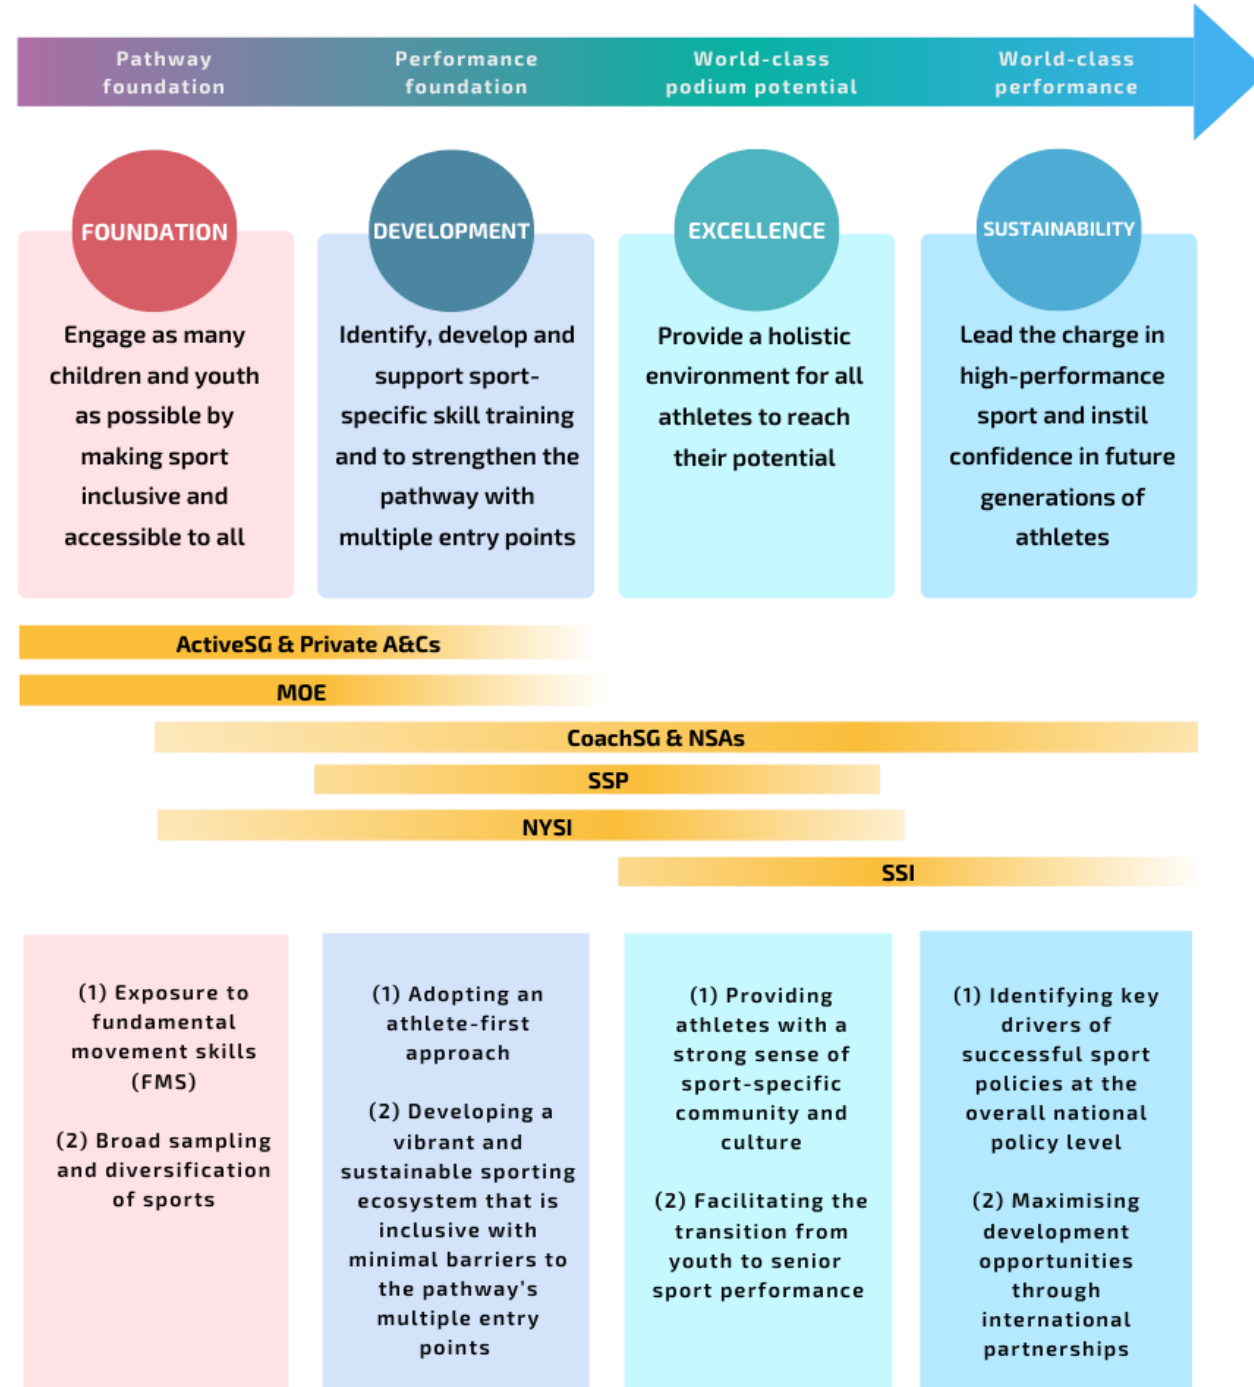 Pathway
foundation
Performance
foundation
World-class
podium potential
World-class
performance
FOUNDATION
Engage as many
children and youth
as possible by
making sport
inclusive and
accessible to all
DEVELOPMENT
Identify, develop and
support sport-
specific skill training
and to strengthen the
pathway with
multiple entry points
EXCELLENCE
Provide a holistic
environment for all
athletes to reach
their potential
SUSTAINABILITY
Lead the charge in
high-performance
sport and instil
confidence in future
generations of
athletes
ActiveSG & Private A&Cs
MOE
CoachSG & NSAs
SSP
NYSI
SSI
(1) Exposure to
fundamental
movement skills
(FMS)
(2) Broad sampling
and diversification
of sports
(1) Adopting an
athlete-first
approach
(2) Developing a
vibrant and
sustainable sporting
ecosystem that is
inclusive with
minimal barriers to
the pathway's
multiple entry
points
(1) Providing
athletes with a
strong sense of
sport-specific
community and
culture
(2) Facilitating the
transition from
youth to senior
sport performance
(1) Identifying key
drivers of
successful sport
policies at the
overall national
policy level
(2) Maximising
development
opportunities
through
international
partnerships